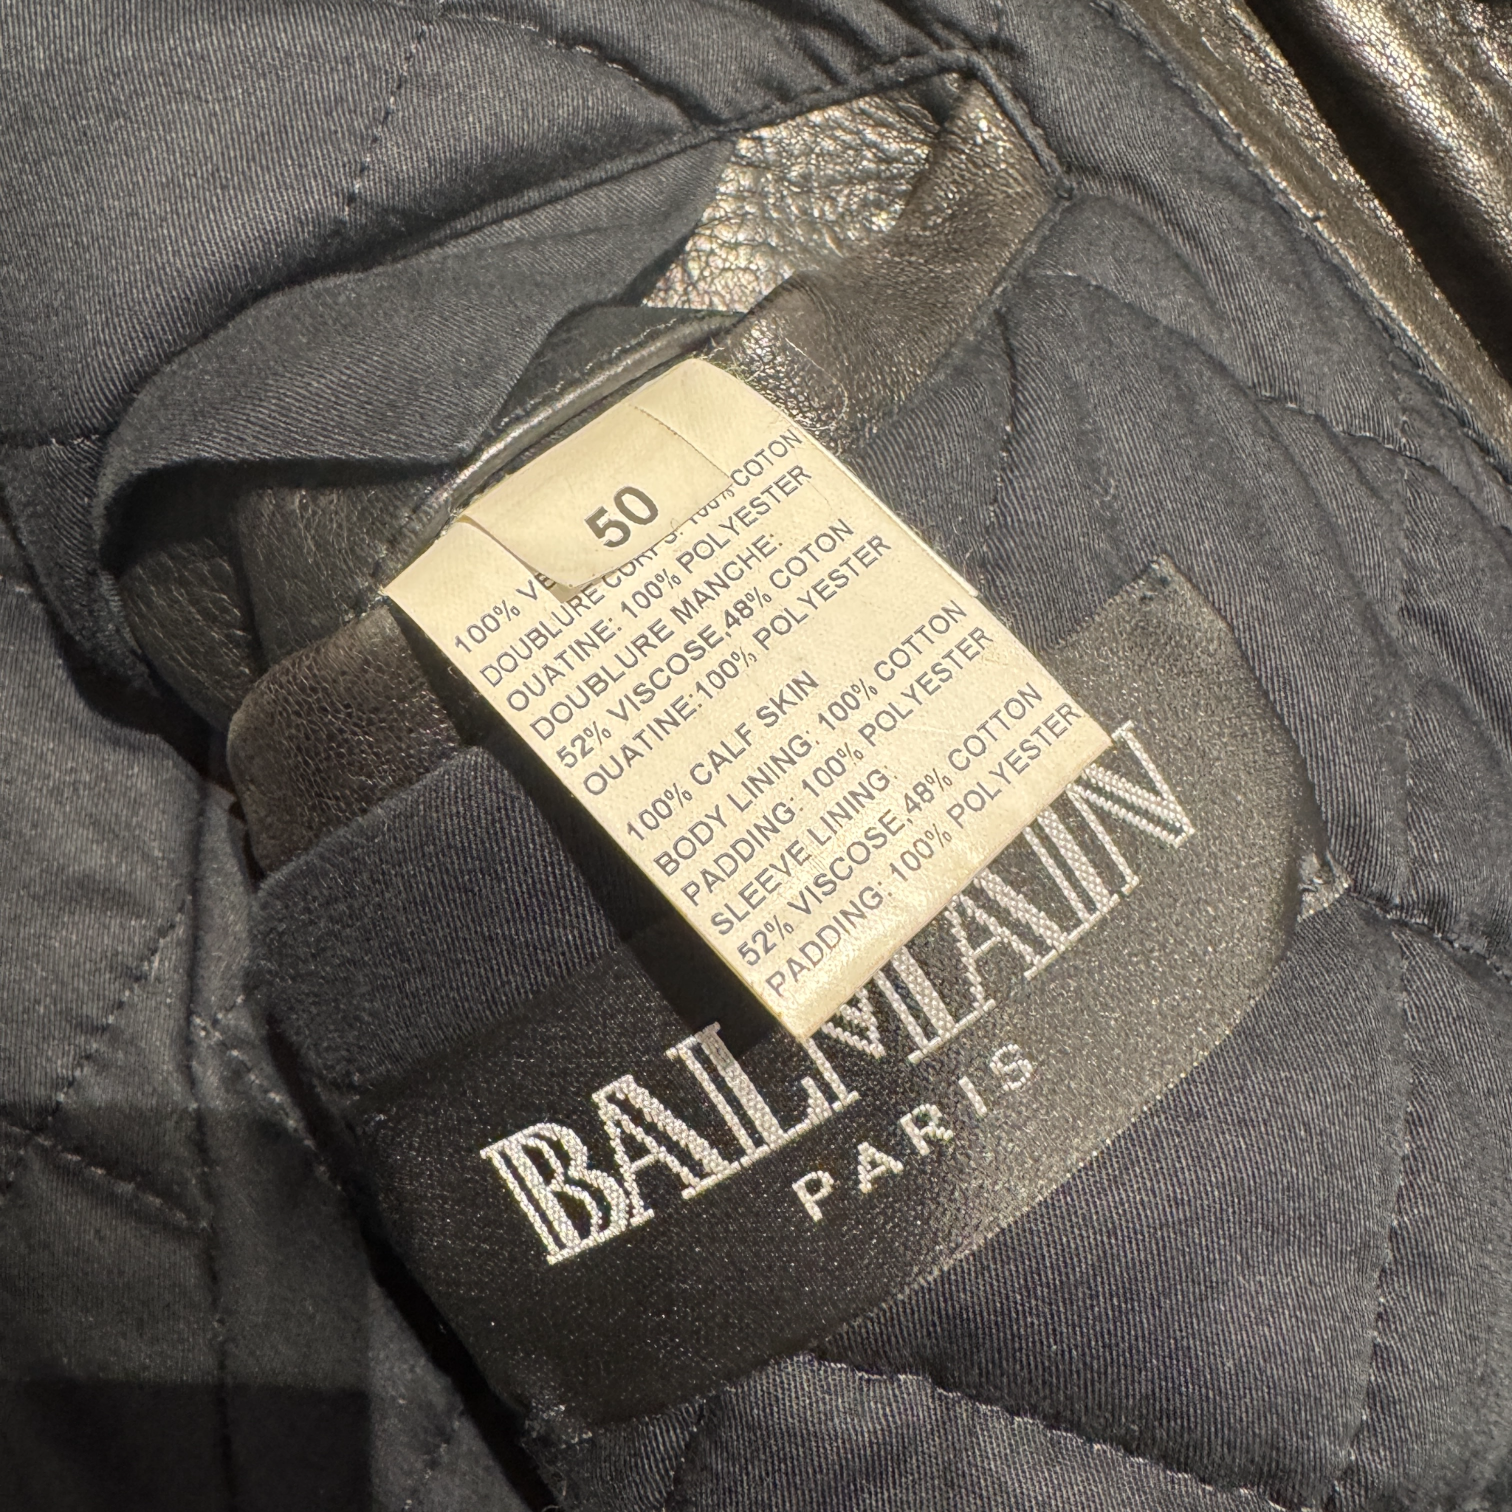 50
100% VE
DOUBLURE CORPS: 100% COTON
OUATINE: 100% POLYESTER
DOUBLURE MANCHE:
52% VISCOSE.48% COTON
OUATINE:100% POLYESTER
100% CALF SKIN
BODY LINING: 100% COTTON
PADDING: 100% POLYESTER
SLEEVE LINING:
52% VISCOSE.48% COTTON
PADDING: 100% POLYESTER
BALMAIN
PARIS